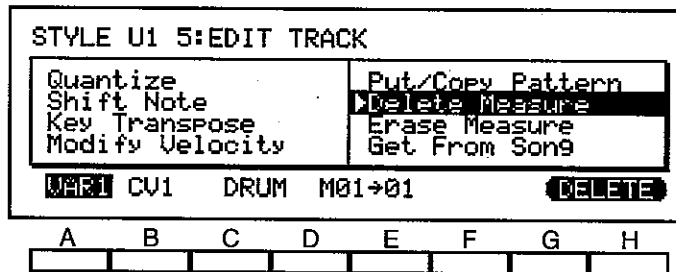 STYLE U1 5:EDIT TRACK
Quantize
Shift Note
Key Transpose
Modify Velocity
Put/Copy Pattern
Delete Measure
Erase Measure
Get From Song
VAR1 CV1 DRUM M01→01 DELETE
A B C D E F G H